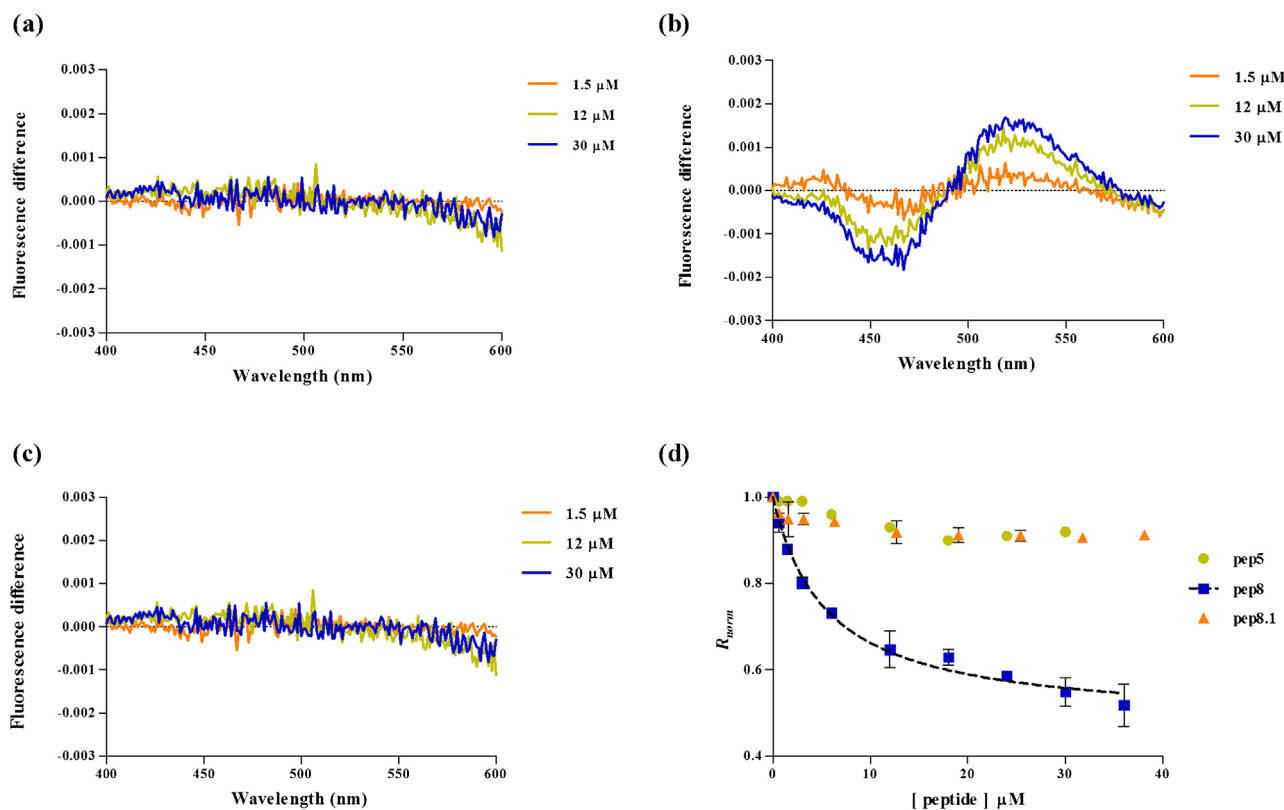 (a)
Fluorescence difference
0.003
0.002
0.001
0.000
-0.001
-0.002
-0.003
400
450
500
550
600
Wavelength (nm)
1.5 µM
12 µM
30 µM
(b)
Fluorescence difference
0.003
0.002
0.001
0.000
-0.001
-0.002
-0.003
400
450
500
550
600
Wavelength (nm)
1.5 µM
12 µM
30 µM
(c)
Fluorescence difference
0.003
0.002
0.001
0.000
-0.001
-0.002
-0.003
400
450
500
550
600
Wavelength (nm)
1.5 µM
12 µM
30 µM
(d)
Rnorm
1.0
0.8
0.6
0.4
0
10
20
30
40
[ peptide ] µM
pep5
pep8
pep8.1